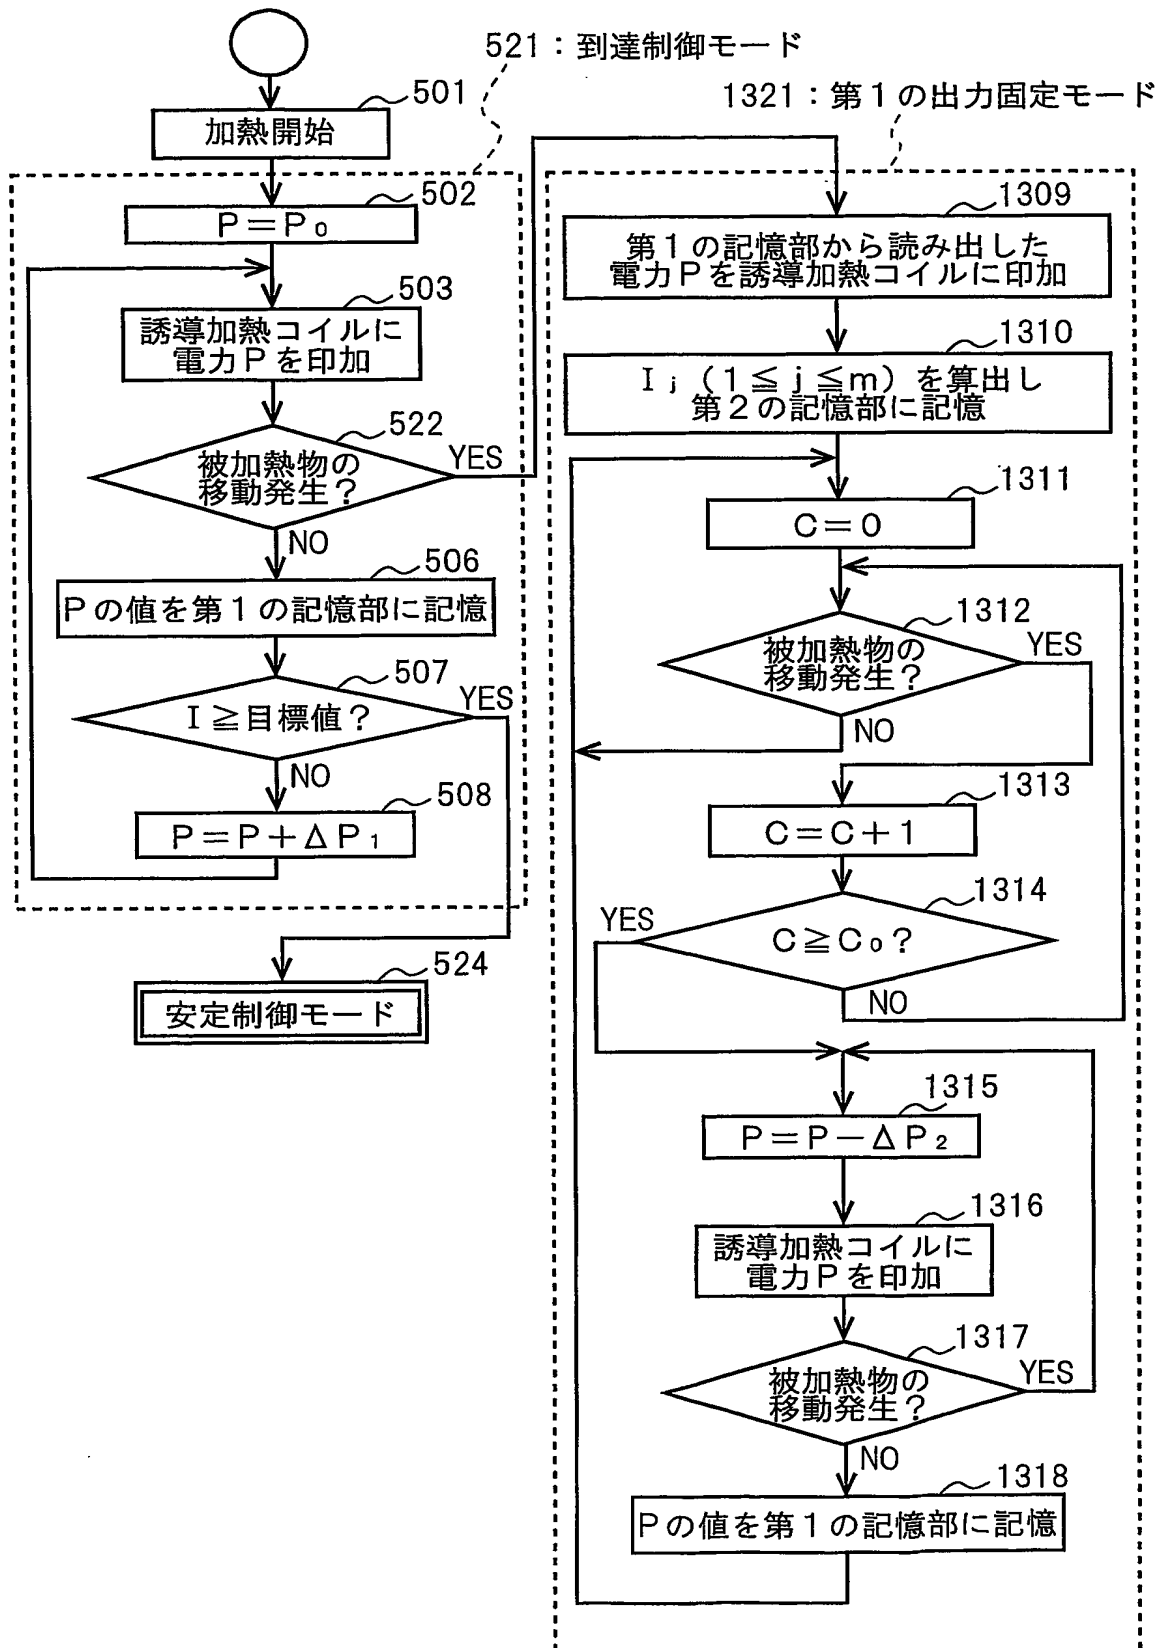 521：到達制御モード
501
加熱開始
502
P＝P₀
503
誘導加熱コイルに
電力Pを印加
522
被加熱物の
移動発生？
YES
NO
506
Pの値を第1の記憶部に記憶
507
I≧目標値？
YES
NO
508
P＝P＋ΔP₁
524
安定制御モード
1321：第1の出力固定モード
1309
第1の記憶部から読み出した
電力Pを誘導加熱コイルに印加
1310
Iⱼ（1≦j≦m）を算出し
第2の記憶部に記憶
1311
C＝0
1312
被加熱物の
移動発生？
YES
NO
1313
C＝C＋1
1314
YES
C≧C₀？
NO
1315
P＝P－ΔP₂
1316
誘導加熱コイルに
電力Pを印加
1317
被加熱物の
移動発生？
YES
NO
1318
Pの値を第1の記憶部に記憶